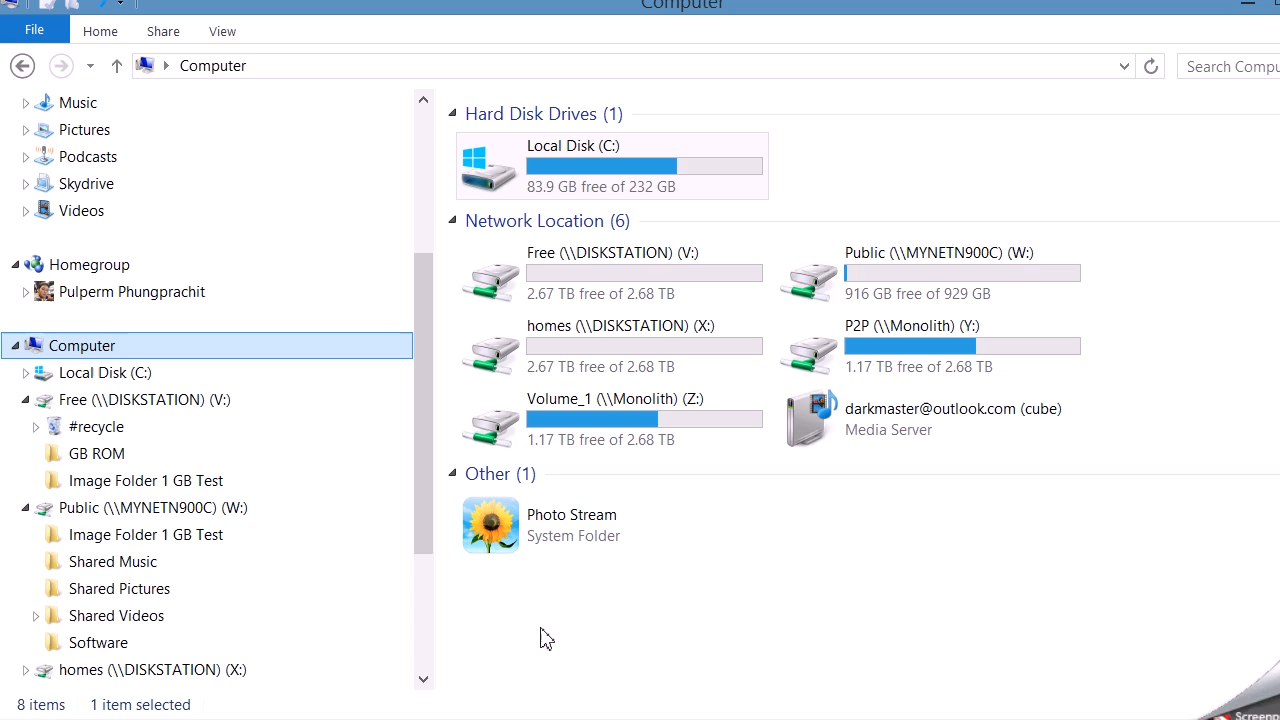 Computer
File
Home
Share
View
Computer
Search Compu
Music
Pictures
Podcasts
Skydrive
Videos
Homegroup
Pulperm Phungprachit
Computer
Local Disk (C:)
Free (\\DISKSTATION) (V:)
#recycle
GB ROM
Image Folder 1 GB Test
Public (\\MYNETN900C) (W:)
Image Folder 1 GB Test
Shared Music
Shared Pictures
Shared Videos
Software
homes (\\DISKSTATION) (X:)
Hard Disk Drives (1)
Local Disk (C:)
83.9 GB free of 232 GB
Network Location (6)
Free (\\DISKSTATION) (V:)
2.67 TB free of 2.68 TB
Public (\\MYNETN900C) (W:)
916 GB free of 929 GB
homes (\\DISKSTATION) (X:)
2.67 TB free of 2.68 TB
P2P (\\Monolith) (Y:)
1.17 TB free of 2.68 TB
Volume_1 (\\Monolith) (Z:)
1.17 TB free of 2.68 TB
darkmaster@outlook.com (cube)
Media Server
Other (1)
Photo Stream
System Folder
8 items
1 item selected